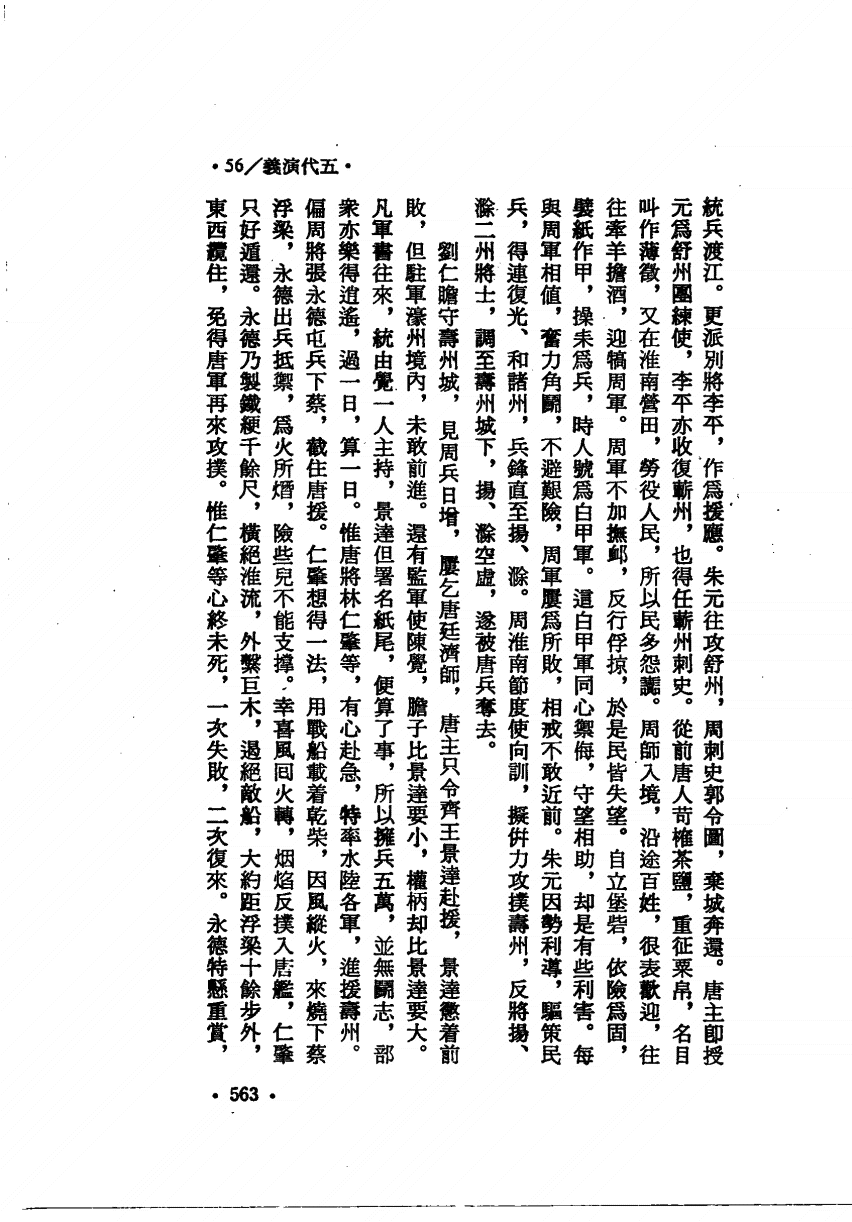 •56/義演代五•
統兵渡江。更派別將李平，作爲援應。朱元往攻舒州，周刺史郭令圖，棄城奔還。唐主卽授
元爲舒州團練使，李平亦收復蘄州，也得任蘄州刺史。從前唐人苛榷茶鹽，重征粟帛，名目
叫作薄徵，又在淮南營田，勞役人民，所以民多怨讟。周師入境，沿途百姓，很表歡迎，往
往牽羊擔酒，迎犒周軍。周軍不加撫卹，反行俘掠，於是民皆失望。自立堡砦，依險爲固，
襞紙作甲，操耒爲兵，時人號爲白甲軍。這白甲軍同心禦侮，守望相助，却是有些利害。每
與周軍相値，奮力角鬭，不避艱險，周軍屢爲所敗，相戒不敢近前。朱元因勢利導，驅策民
兵，得連復光、和諸州，兵鋒直至揚、滁。周淮南節度使向訓，擬倂力攻撲壽州，反將揚、
滁二州將士，調至壽州城下，揚、滁空虛，遂被唐兵奪去。
劉仁贍守壽州城，見周兵日增，屢乞唐廷濟師，唐主只令齊王景達赴援，景達懲着前
敗，但駐軍濠州境內，未敢前進。還有監軍使陳覺，膽子比景達要小，權柄却比景達要大。
凡軍書往來，統由覺一人主持，景達但署名紙尾，便算了事，所以擁兵五萬，並無鬭志，部
衆亦樂得逍遙，過一日，算一日。惟唐將林仁肇等，有心赴急，特率水陸各軍，進援壽州。
偏周將張永德屯兵下蔡，截住唐援。仁肇想得一法，用戰船載着乾柴，因風縱火，來燒下蔡
浮梁，永德出兵抵禦，爲火所熸，險些兒不能支撐。幸喜風回火轉，烟焰反撲入唐艦，仁肇
只好遁還。永德乃製鐵綆千餘尺，橫絕淮流，外繫巨木，遏絕敵船，大約距浮梁十餘步外，
東西纜住，免得唐軍再來攻撲。惟仁肇等心終未死，一次失敗，二次復來。永德特懸重賞，
•563•